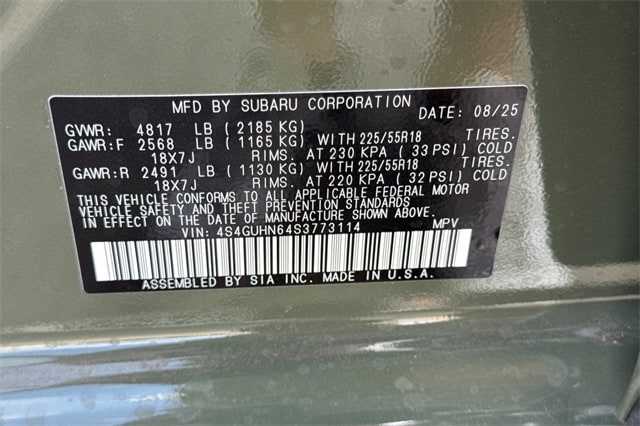 MFD BY SUBARU CORPORATION DATE: 08/25
GVWR: 4817 LB (2185 KG)
GAWR:F 2568 LB (1165 KG) WITH 225/55R18 TIRES.
18X7J RIMS. AT 230 KPA (33 PSI) COLD
GAWR:R 2491 LB (1130 KG) WITH 225/55R18 TIRES.
18X7J RIMS. AT 220 KPA (32 PSI) COLD
THIS VEHICLE CONFORMS TO ALL APPLICABLE FEDERAL MOTOR
VEHICLE SAFETY AND THEFT PREVENTION STANDARDS
IN EFFECT ON THE DATE OF MANUFACTURE SHOWN ABOVE.
VIN: 4S4GUHN64S3773114 MPV
ASSEMBLED BY SIA INC. MADE IN U.S.A.